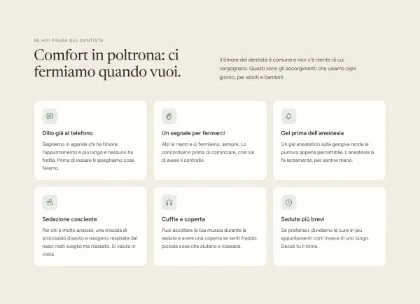 SE HAI PAURA DEL DENTISTA
Comfort in poltrona: ci
fermiamo quando vuoi.
Il timore del dentista è comune e non c'è niente di cui
vergognarsi. Questi sono gli accorgimenti che usiamo ogni
giorno, per adulti e bambini.
Dillo già al telefono
Segniamo in agenda chi ha timore:
l'appuntamento è più lungo e nessuno ha
fretta. Prima di iniziare ti spieghiamo cosa
faremo.
Un segnale per fermarci
Alzi la mano e ci fermiamo, sempre. Lo
concordiamo prima di cominciare, così sai
di avere il controllo.
Gel prima dell'anestesia
Un gel anestetico sulla gengiva rende la
puntura appena percettibile. L'anestesia si
fa lentamente, per sentire meno.
Sedazione cosciente
Per chi è molto ansioso, una miscela di
protossido d'azoto e ossigeno respirata dal
naso: resti sveglio ma rilassato. Si valuta in
visita.
Cuffie e coperta
Puoi ascoltare la tua musica durante la
seduta e avere una coperta se senti freddo:
piccole cose che aiutano a rilassarsi.
Sedute più brevi
Se preferisci, dividiamo le cure in più
appuntamenti corti invece di uno lungo.
Decidi tu il ritmo.